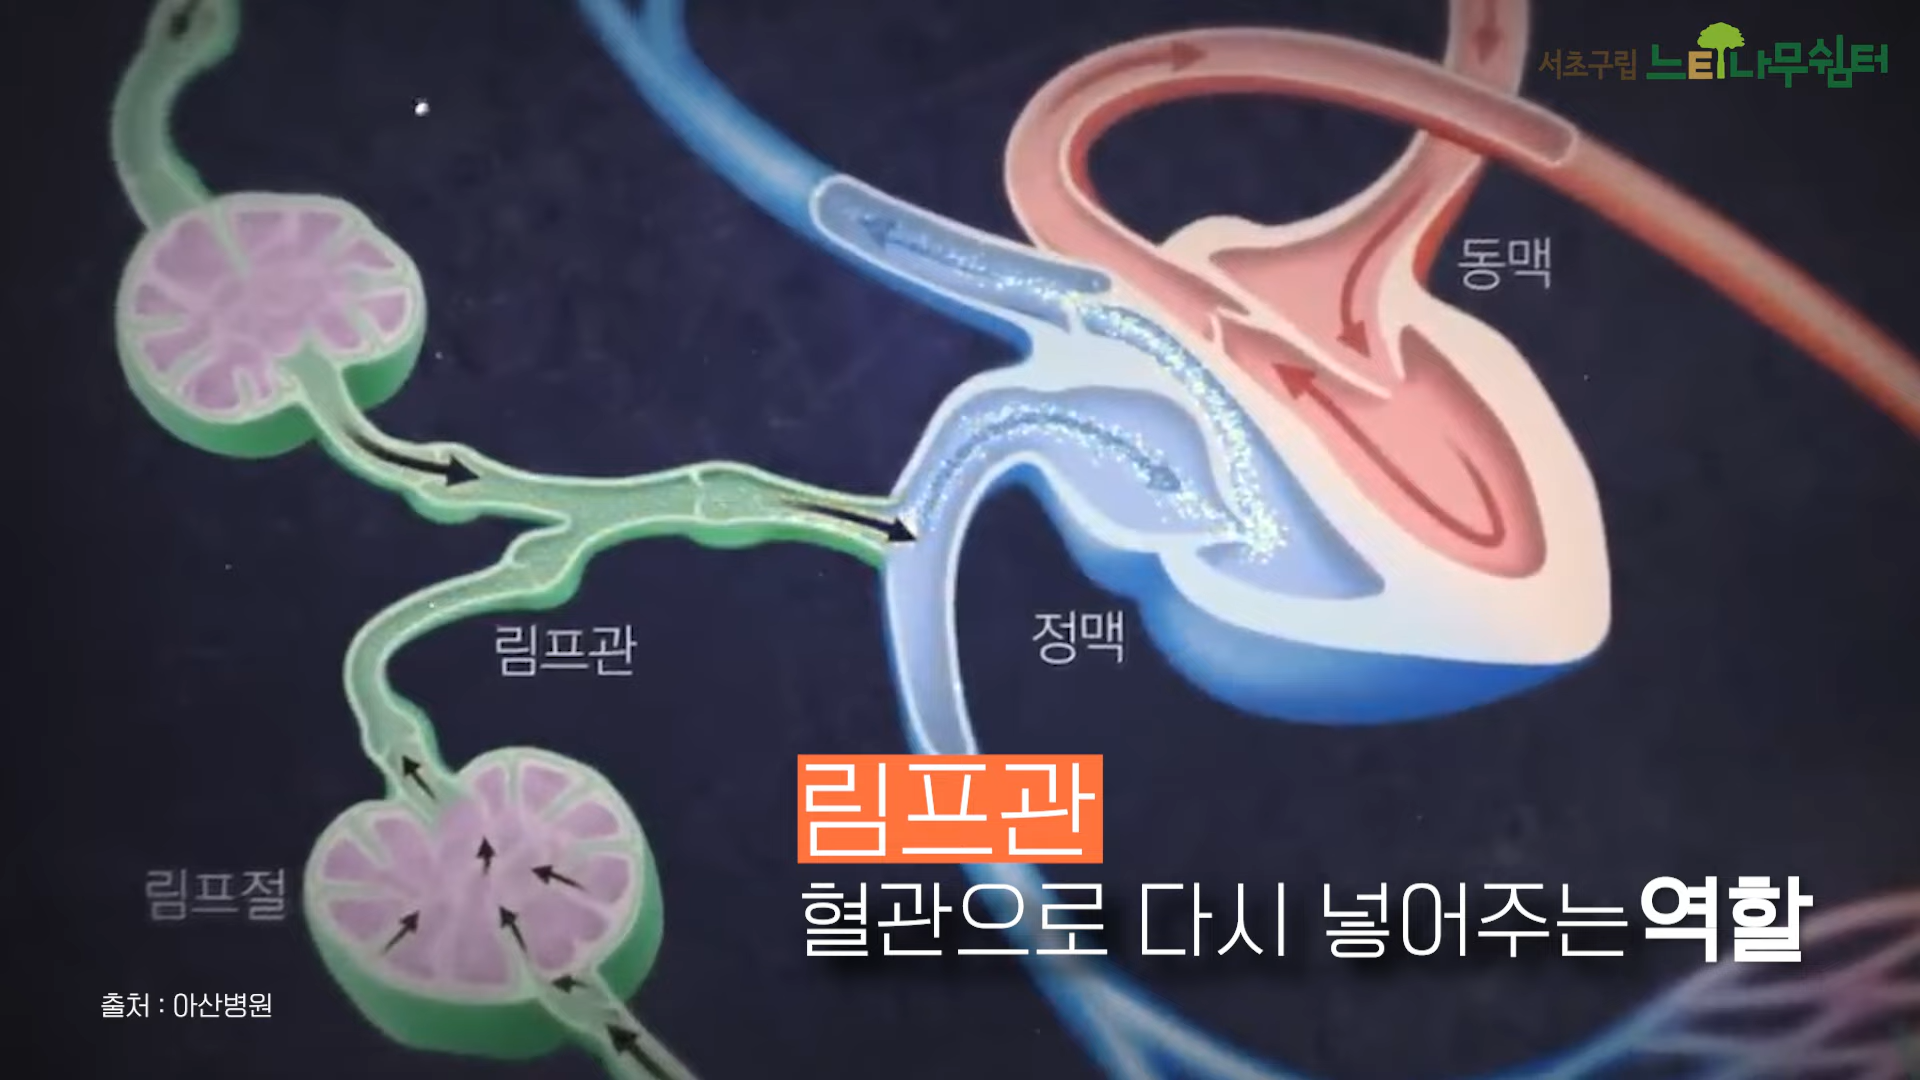 서초구립 느티나무쉼터
동맥
림프관
정맥
림프관
혈관으로 다시 넣어주는 역할
림프절
출처 : 아산병원